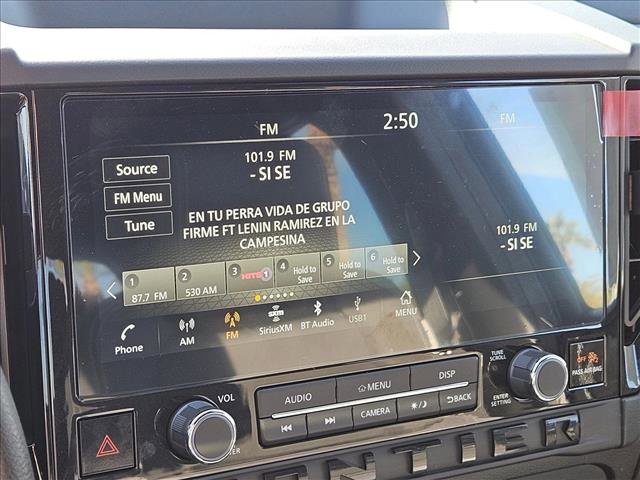 FM
2:50
FM
Source
101.9 FM
- SI SE
FM Menu
Tune
EN TU PERRA VIDA DE GRUPO
FIRME FT LENIN RAMIREZ EN LA
CAMPESINA
101.9 FM
- SI SE
1
87.7 FM
2
530 AM
3
HITS 1
4 Hold to
Save
5 Hold to
Save
6 Hold to
Save
Phone
AM
FM
sxm
SiriusXM
BT Audio
USB1
MENU
VOL
AUDIO
MENU
DISP
CAMERA
BACK
POWER
TUNE
SCROLL
ENTER
SETTING
OFF
PASS AIR BAG
ONTIER